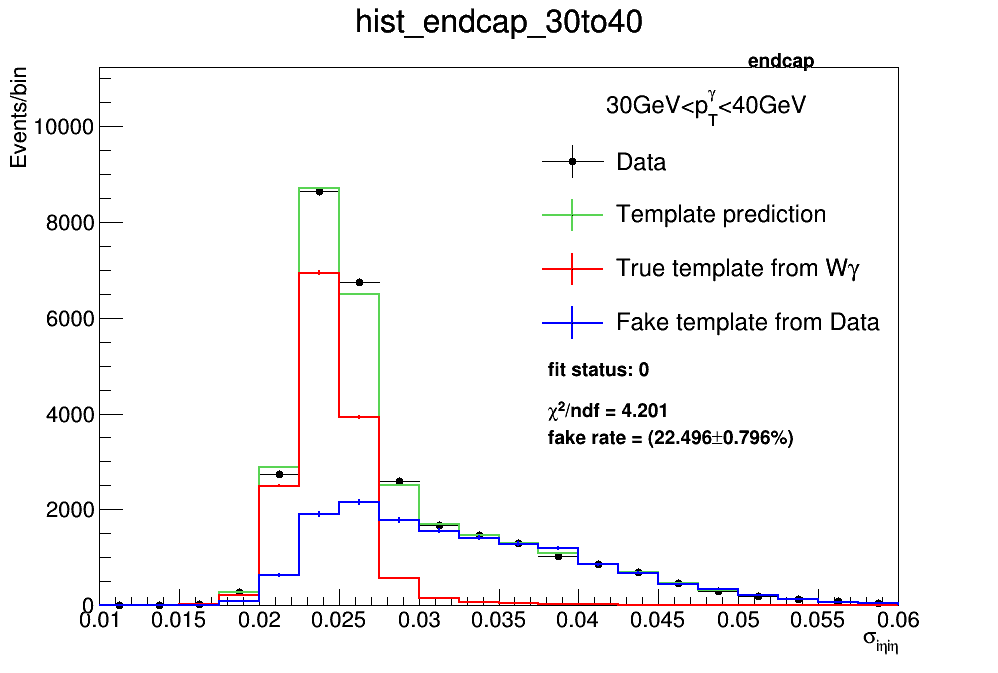 hist_endcap_30to40
endcap
Events/bin
30GeV<p_T^γ<40GeV
Data
Template prediction
True template from Wγ
Fake template from Data
fit status: 0
χ²/ndf = 4.201
fake rate = (22.496±0.796%)
10000
8000
6000
4000
2000
0
0.01 0.015 0.02 0.025 0.03 0.035 0.04 0.045 0.05 0.055 0.06
σiηiη